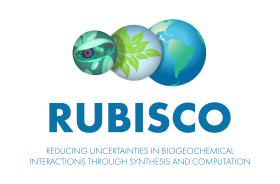 RUBISCO
REDUCING UNCERTAINTIES IN BIOGEOCHEMICAL
INTERACTIONS THROUGH SYNTHESIS AND COMPUTATION